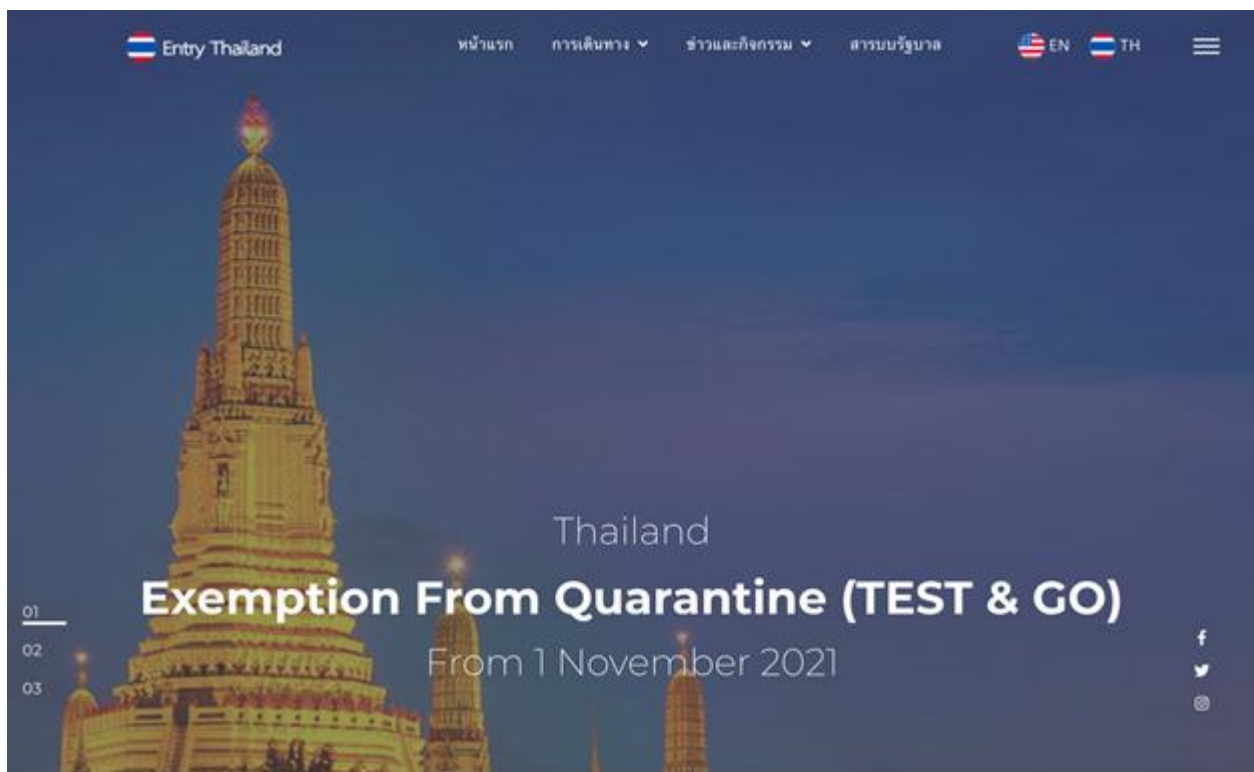 Entry Thailand
หน้าแรก การเดินทาง ข่าวและกิจกรรม สารบบรัฐบาล EN TH
Thailand
Exemption From Quarantine (TEST & GO)
From 1 November 2021
01
02
03